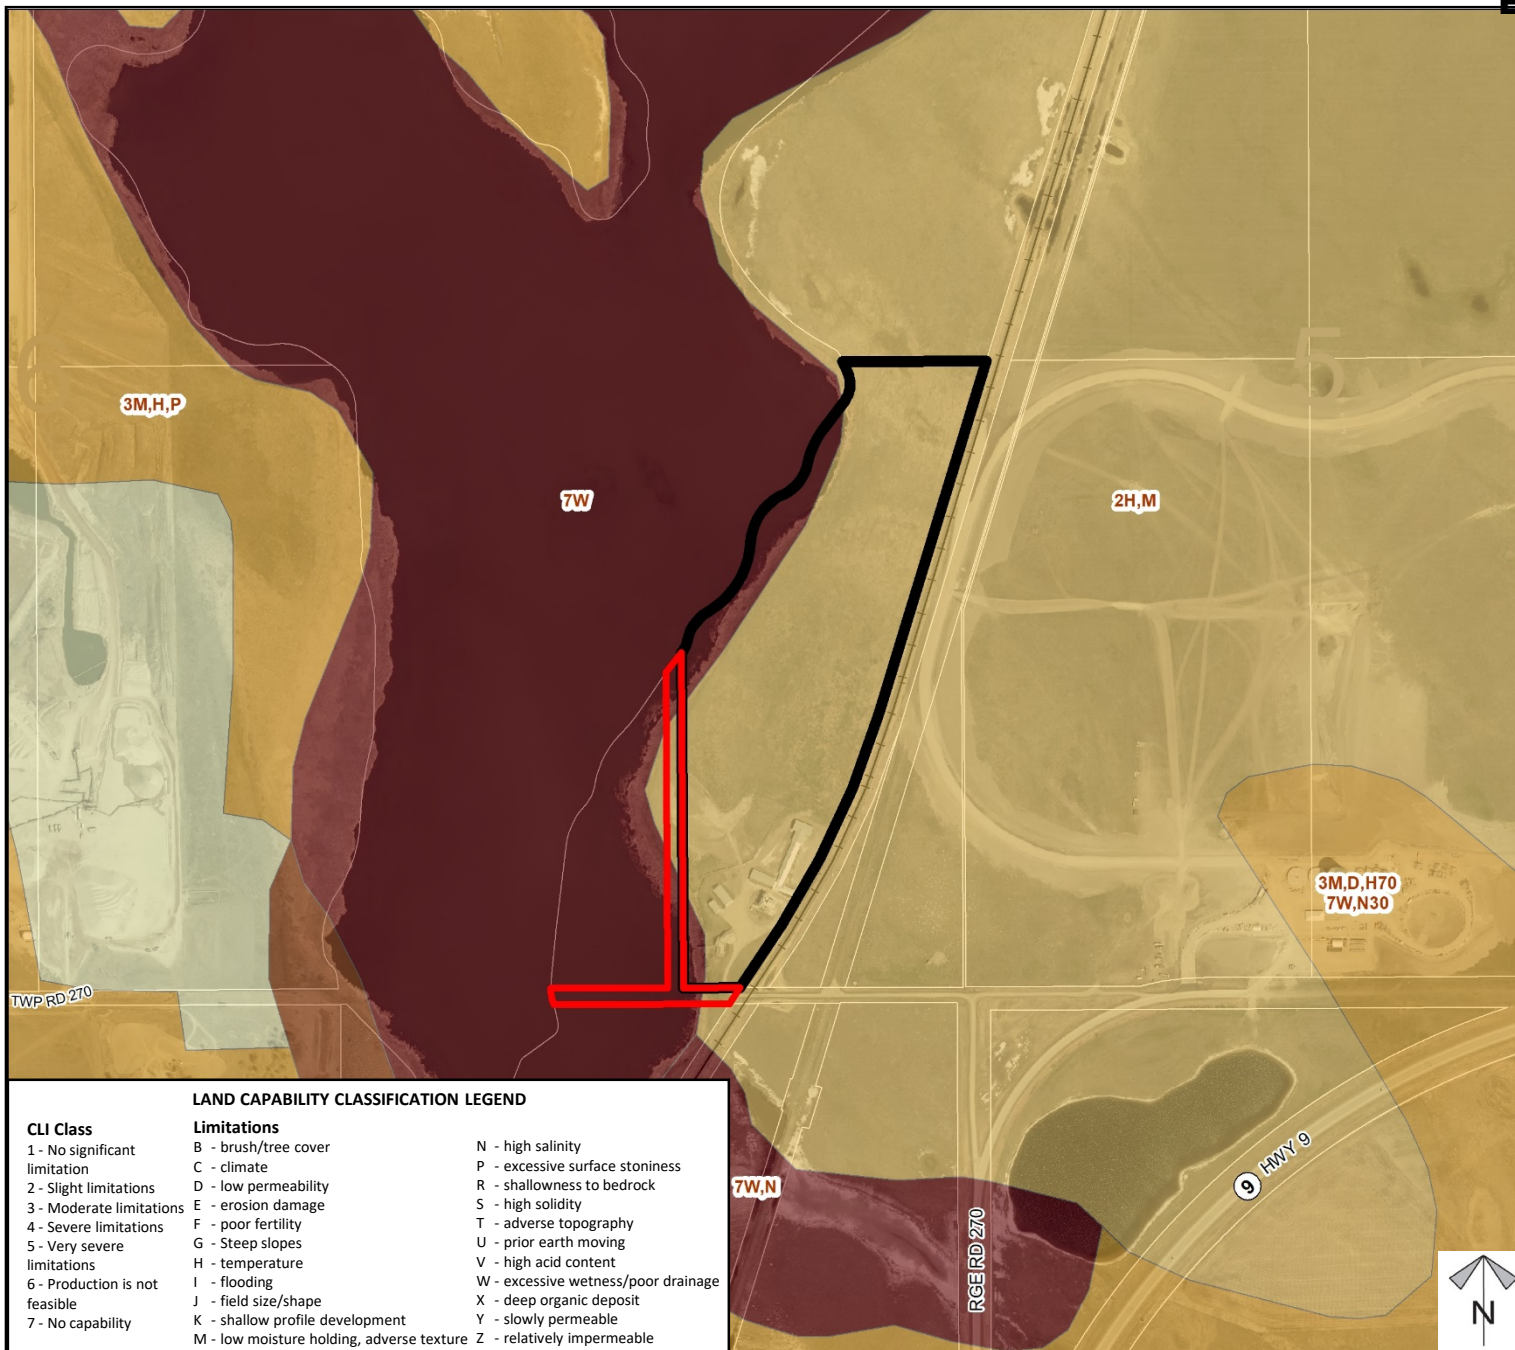 6
5
3M,H,P
7W
2H,M
3M,D,H70
7W,N30
TWP RD 270
7W,N
RGE RD 270
9
HWY 9
N
LAND CAPABILITY CLASSIFICATION LEGEND
CLI Class
1 - No significant
limitation
2 - Slight limitations
3 - Moderate limitations
4 - Severe limitations
5 - Very severe
limitations
6 - Production is not
feasible
7 - No capability
Limitations
B - brush/tree cover
C - climate
D - low permeability
E - erosion damage
F - poor fertility
G - Steep slopes
H - temperature
I - flooding
J - field size/shape
K - shallow profile development
M - low moisture holding, adverse texture
N - high salinity
P - excessive surface stoniness
R - shallowness to bedrock
S - high solidity
T - adverse topography
U - prior earth moving
V - high acid content
W - excessive wetness/poor drainage
X - deep organic deposit
Y - slowly permeable
Z - relatively impermeable